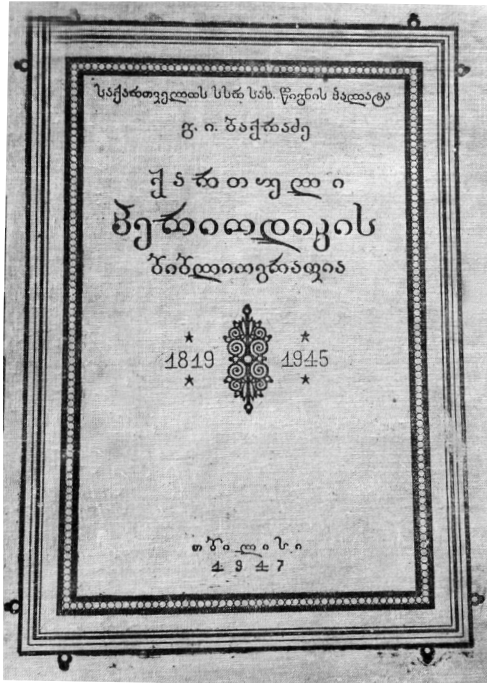 საქართველოს სსრ სახ. წიგნის პალატა
გ. ი. ბაქრაძე
ქართული
პერიოდიკის
ბიბლიოგრაფია
1819 1945
თბილისი
1947